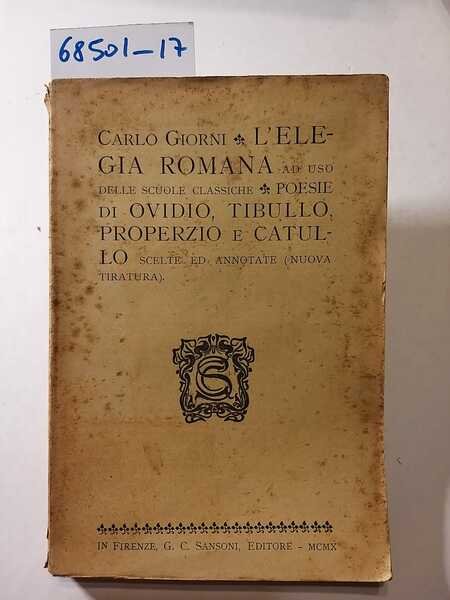 68501-17
CARLO GIORNI L'ELE-
GIA ROMANA AD USO
DELLE SCUOLE CLASSICHE POESIE
DI OVIDIO, TIBULLO,
PROPERZIO E CATUL-
LO SCELTE ED ANNOTATE (NUOVA
TIRATURA).
IN FIRENZE, G. C. SANSONI, EDITORE - MCMX